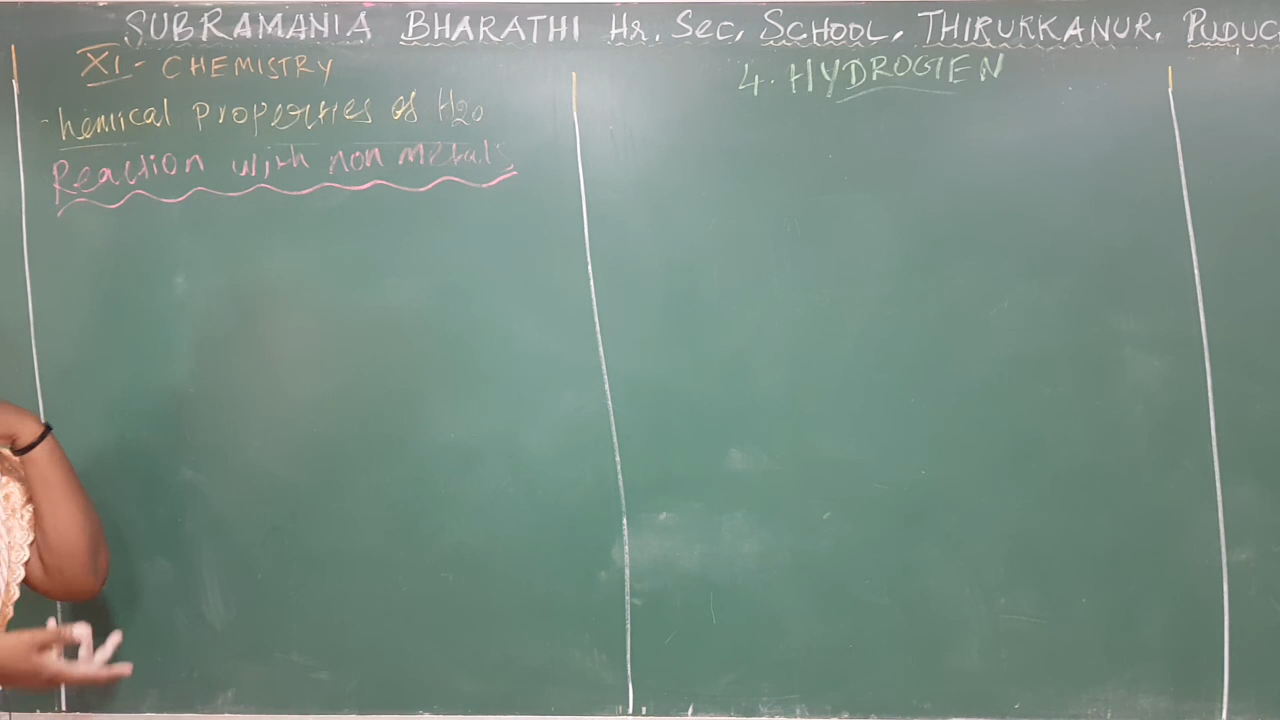 SUBRAMANIA BHARATHI Hr. Sec. SCHOOL, THIRUKKANUR, PUDUC
XI - CHEMISTRY
4. HYDROGEN
hemical properties of H2O
Reaction with non metals